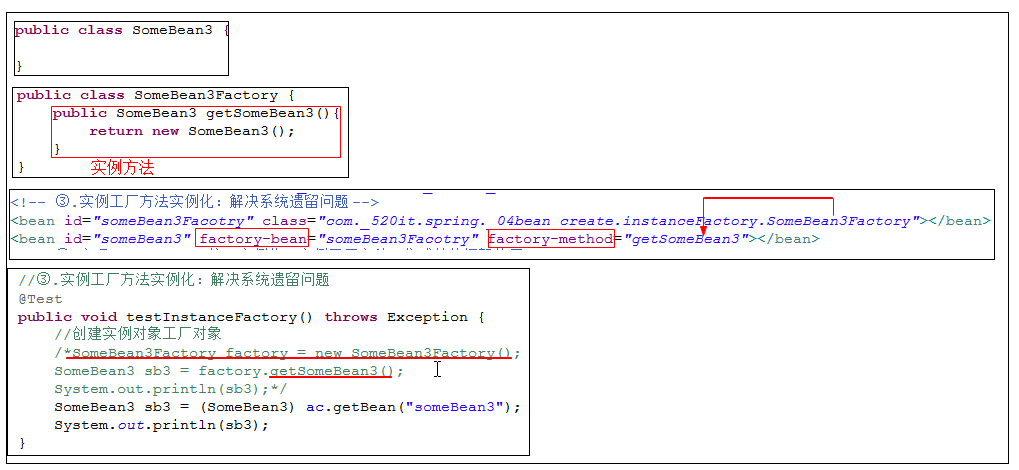 public class SomeBean3 {
}
public class SomeBean3Factory {
public SomeBean3 getSomeBean3(){
return new SomeBean3();
}
} 实例方法
<!-- ③.实例工厂方法实例化：解决系统遗留问题 -->
<bean id="someBean3Facotry" class="com._520it.spring._04bean_create.instanceFactory.SomeBean3Factory"></bean>
<bean id="someBean3" factory-bean="someBean3Facotry" factory-method="getSomeBean3"></bean>
//③.实例工厂方法实例化：解决系统遗留问题
@Test
public void testInstanceFactory() throws Exception {
//创建实例对象工厂对象
/*SomeBean3Factory factory = new SomeBean3Factory();
SomeBean3 sb3 = factory.getSomeBean3();
System.out.println(sb3);*/
SomeBean3 sb3 = (SomeBean3) ac.getBean("someBean3");
System.out.println(sb3);
}